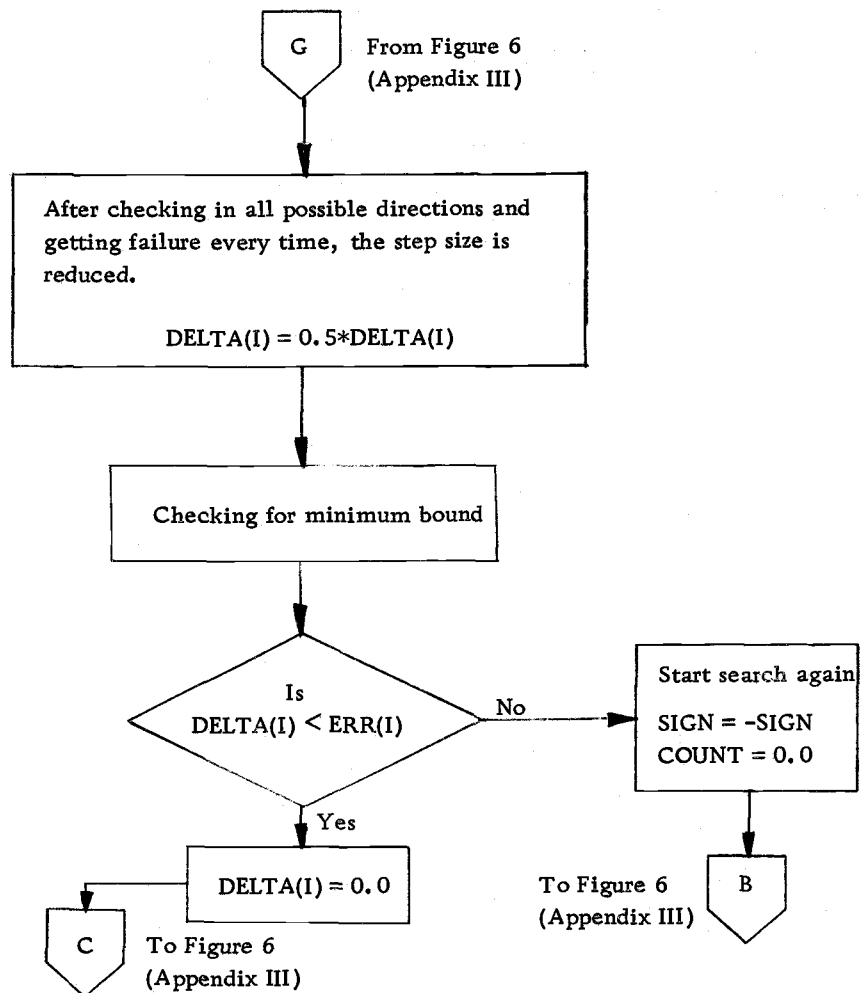 G
From Figure 6
(Appendix III)
After checking in all possible directions and
getting failure every time, the step size is
reduced.
DELTA(I) = 0.5*DELTA(I)
Checking for minimum bound
Is
DELTA(I) < ERR(I)
No
Start search again
SIGN = -SIGN
COUNT = 0.0
Yes
DELTA(I) = 0.0
To Figure 6
(Appendix III)
B
C
To Figure 6
(Appendix III)